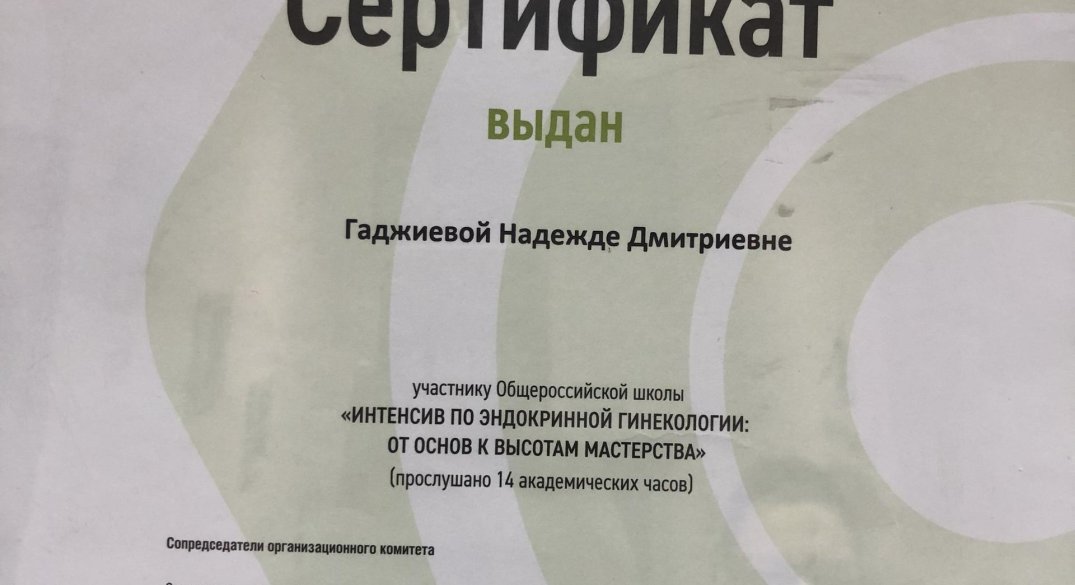 Сертификат
выдан
Гаджиевой Надежде Дмитриевне
участнику Общероссийской школы
«ИНТЕНСИВ ПО ЭНДОКРИННОЙ ГИНЕКОЛОГИИ:
ОТ ОСНОВ К ВЫСОТАМ МАСТЕРСТВА»
(прослушано 14 академических часов)
Сопредседатели организационного комитета